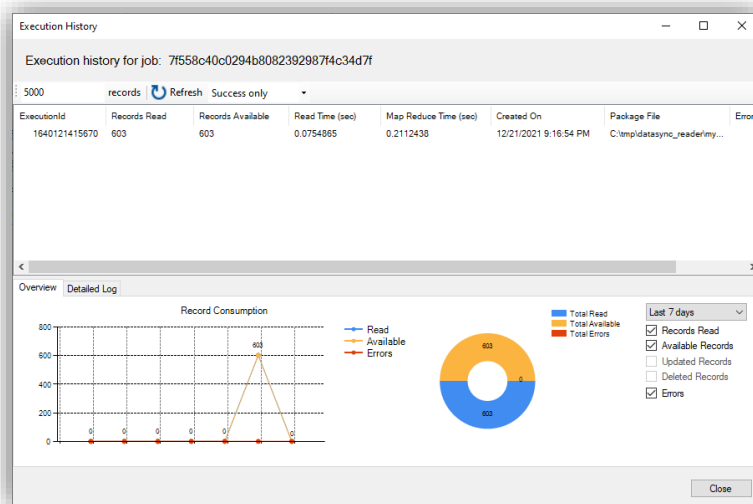 Execution History
Execution history for job: 7f558c40c0294b8082392987f4c34d7f
5000 records Refresh Success only
ExecutionId Records Read Records Available Read Time (sec) Map Reduce Time (sec) Created On Package File Error
1640121415670 603 603 0.0754865 0.2112438 12/21/2021 9:16:54 PM C:\tmp\datasync_reader\my...
Overview Detailed Log
Record Consumption
800
600
400
200
0
603
0 0 0 0 0 0
Read
Available
Errors
603
0
603
Total Read
Total Available
Total Errors
Last 7 days
Records Read
Available Records
Updated Records
Deleted Records
Errors
Close